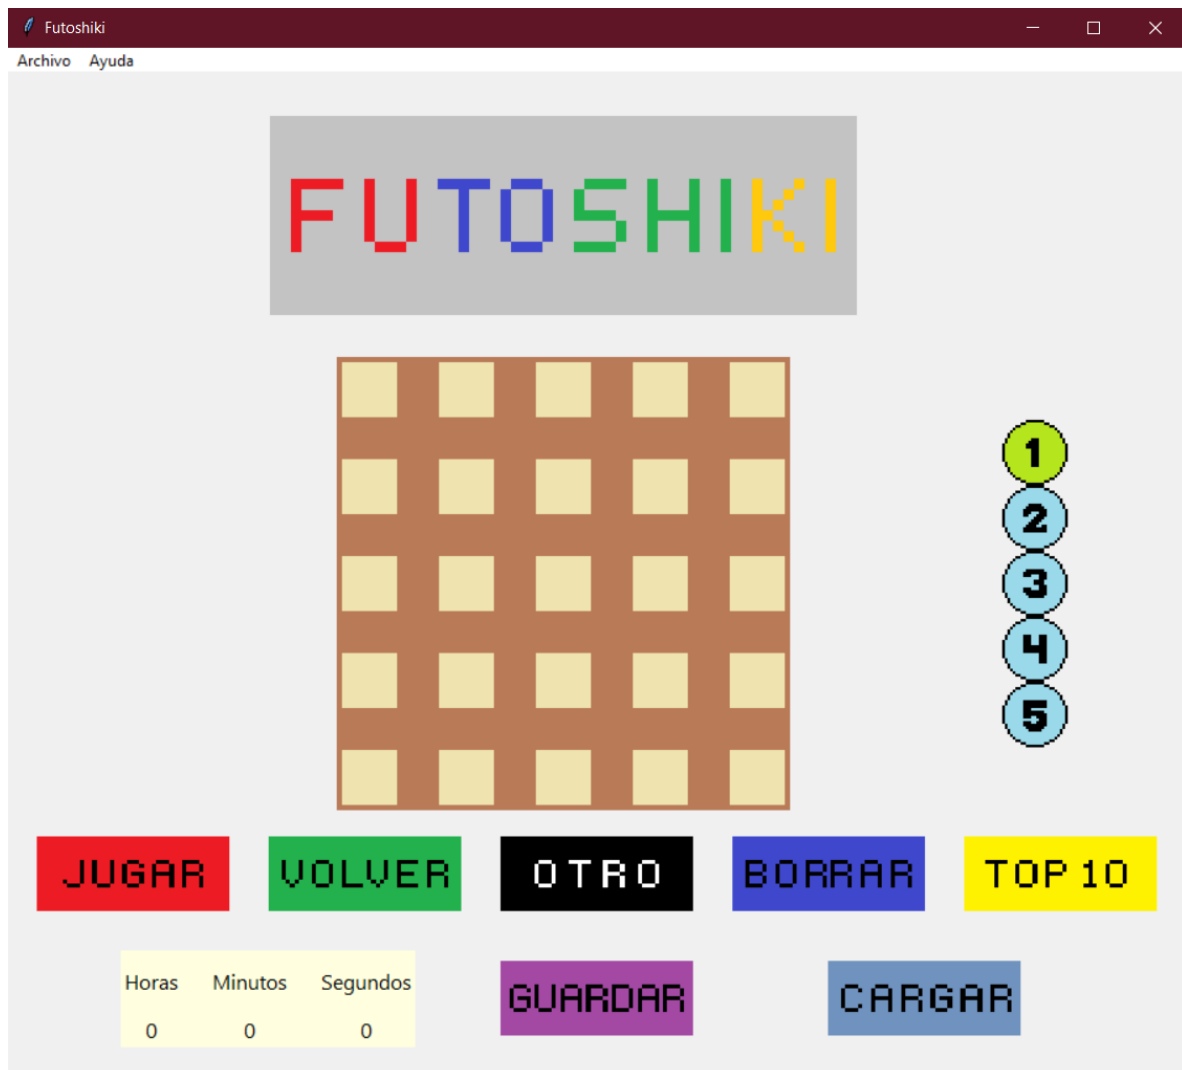 Futoshiki
Archivo Ayuda
FUTOSHIKI
1
2
3
4
5
JUGAR VOLVER OTRO BORRAR TOP 10
Horas Minutos Segundos
0 0 0
GUARDAR CARGAR